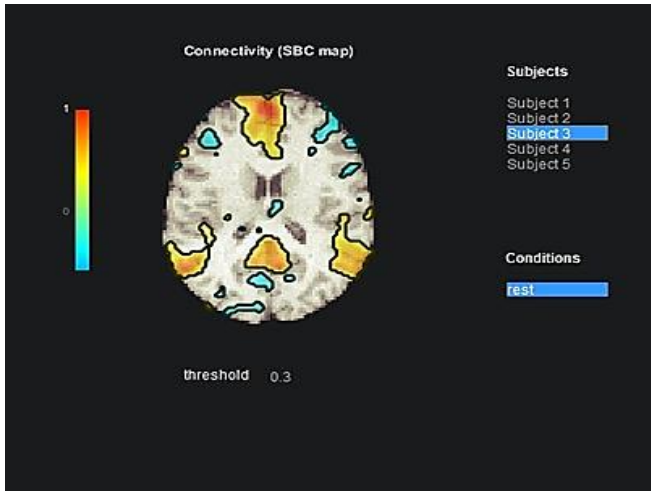 Connectivity (SBC map)
1
0
threshold 0.3
Subjects
Subject 1
Subject 2
Subject 3
Subject 4
Subject 5
Conditions
rest